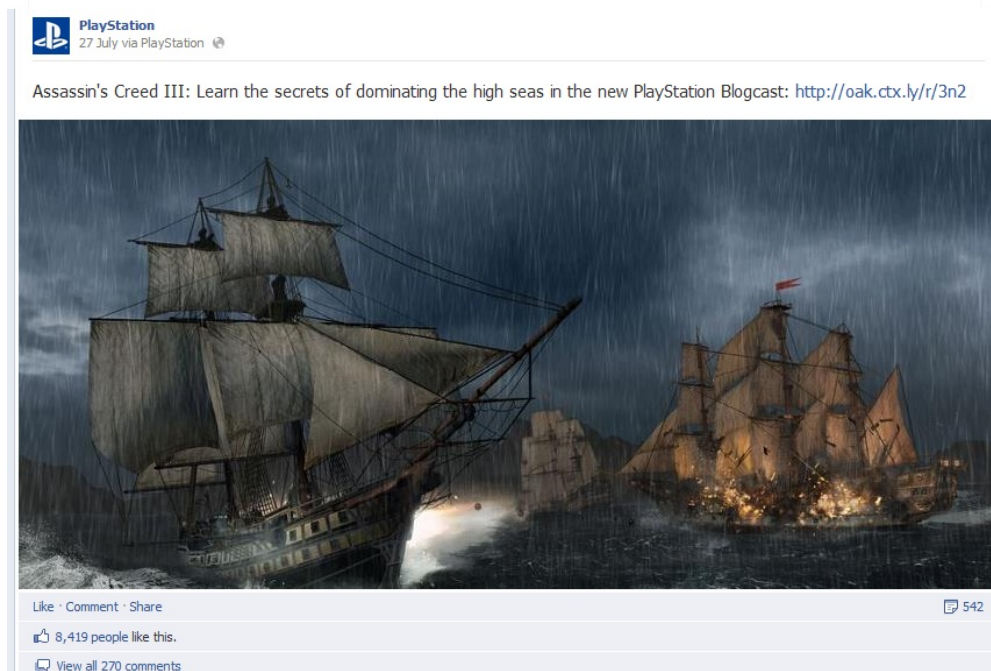 PlayStation
27 July via PlayStation
Assassin's Creed III: Learn the secrets of dominating the high seas in the new PlayStation Blogcast: http://oak.ctx.ly/r/3n2
Like · Comment · Share 542
8,419 people like this.
View all 270 comments